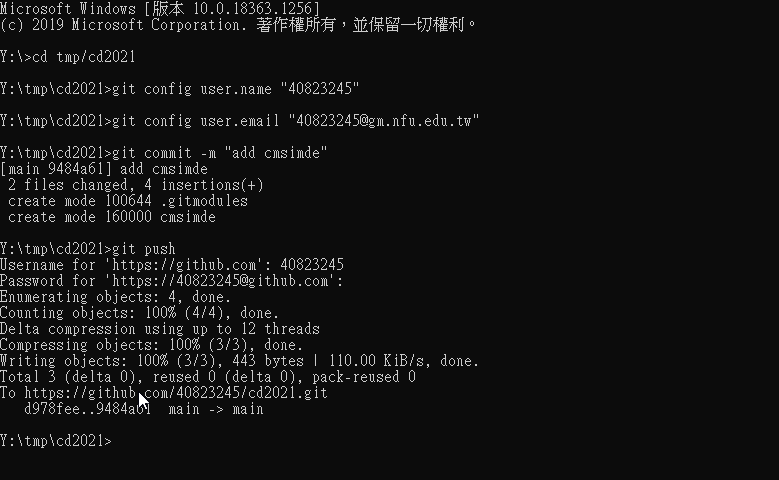 Microsoft Windows [版本 10.0.18363.1256]
(c) 2019 Microsoft Corporation. 著作權所有，並保留一切權利。
Y:\>cd tmp/cd2021
Y:\tmp\cd2021>git config user.name "40823245"
Y:\tmp\cd2021>git config user.email "40823245@gm.nfu.edu.tw"
Y:\tmp\cd2021>git commit -m "add cmsimde"
[main 9484a61] add cmsimde
 2 files changed, 4 insertions(+)
 create mode 100644 .gitmodules
 create mode 160000 cmsimde
Y:\tmp\cd2021>git push
Username for 'https://github.com': 40823245
Password for 'https://40823245@github.com':
Enumerating objects: 4, done.
Counting objects: 100% (4/4), done.
Delta compression using up to 12 threads
Compressing objects: 100% (3/3), done.
Writing objects: 100% (3/3), 443 bytes | 110.00 KiB/s, done.
Total 3 (delta 0), reused 0 (delta 0), pack-reused 0
To https://github.com/40823245/cd2021.git
   d978fee..9484a61  main -> main
Y:\tmp\cd2021>